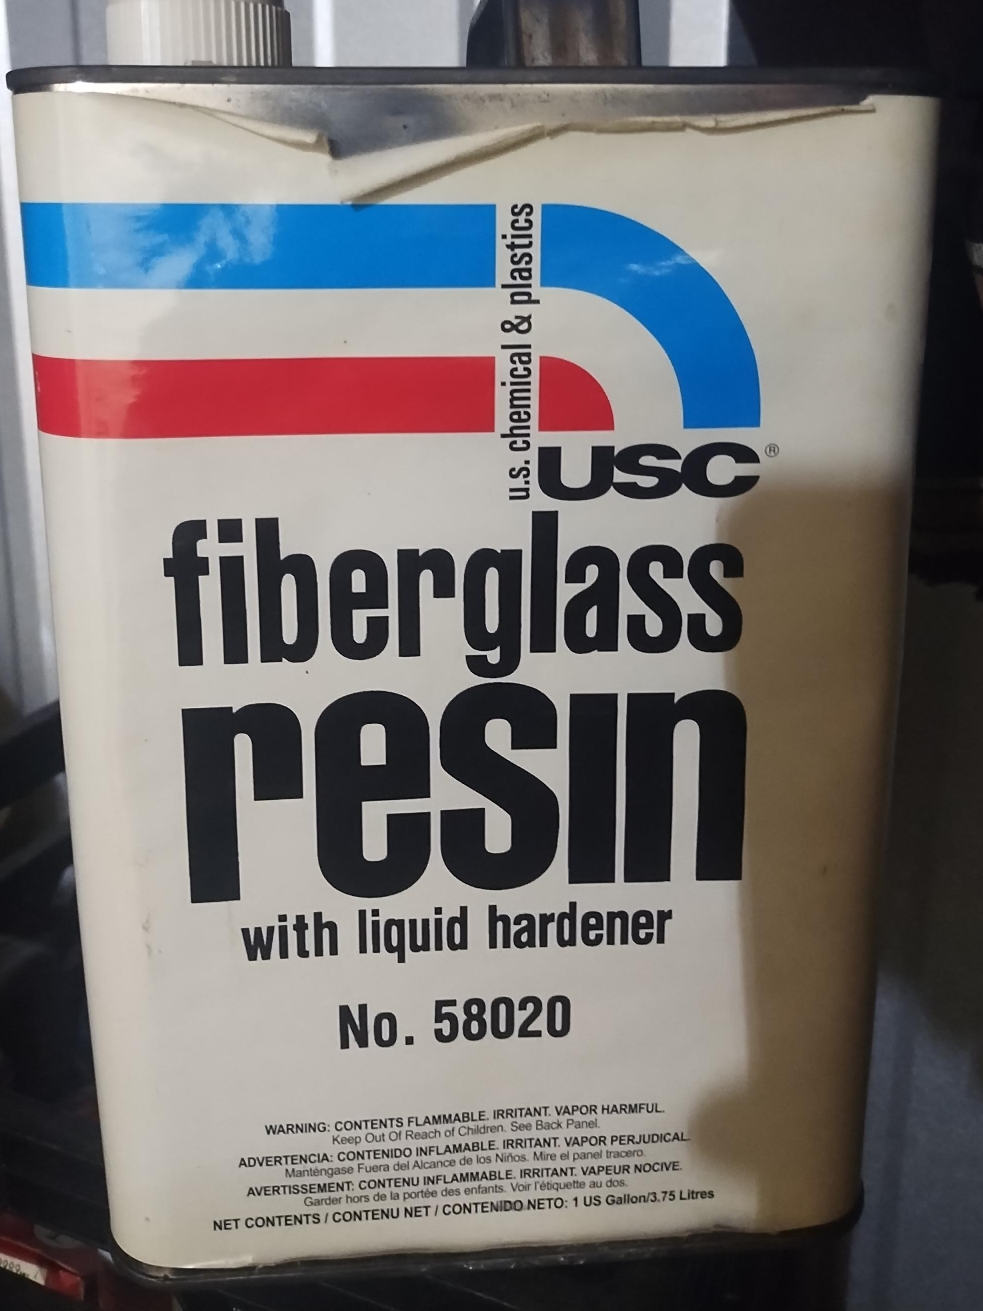 u.s. chemical & plastics
USC®
fiberglass
resin
with liquid hardener
No. 58020
WARNING: CONTENTS FLAMMABLE. IRRITANT. VAPOR HARMFUL.
Keep Out Of Reach of Children. See Back Panel.
ADVERTENCIA: CONTENIDO INFLAMABLE. IRRITANT. VAPOR PERJUDICAL.
Manténgase Fuera del Alcance de los Niños. Mire el panel tracero.
AVERTISSEMENT: CONTENU INFLAMMABLE. IRRITANT. VAPEUR NOCIVE.
Garder hors de la portée des enfants. Voir l'étiquette au dos.
NET CONTENTS / CONTENU NET / CONTENIDO NETO: 1 US Gallon/3.75 Litres